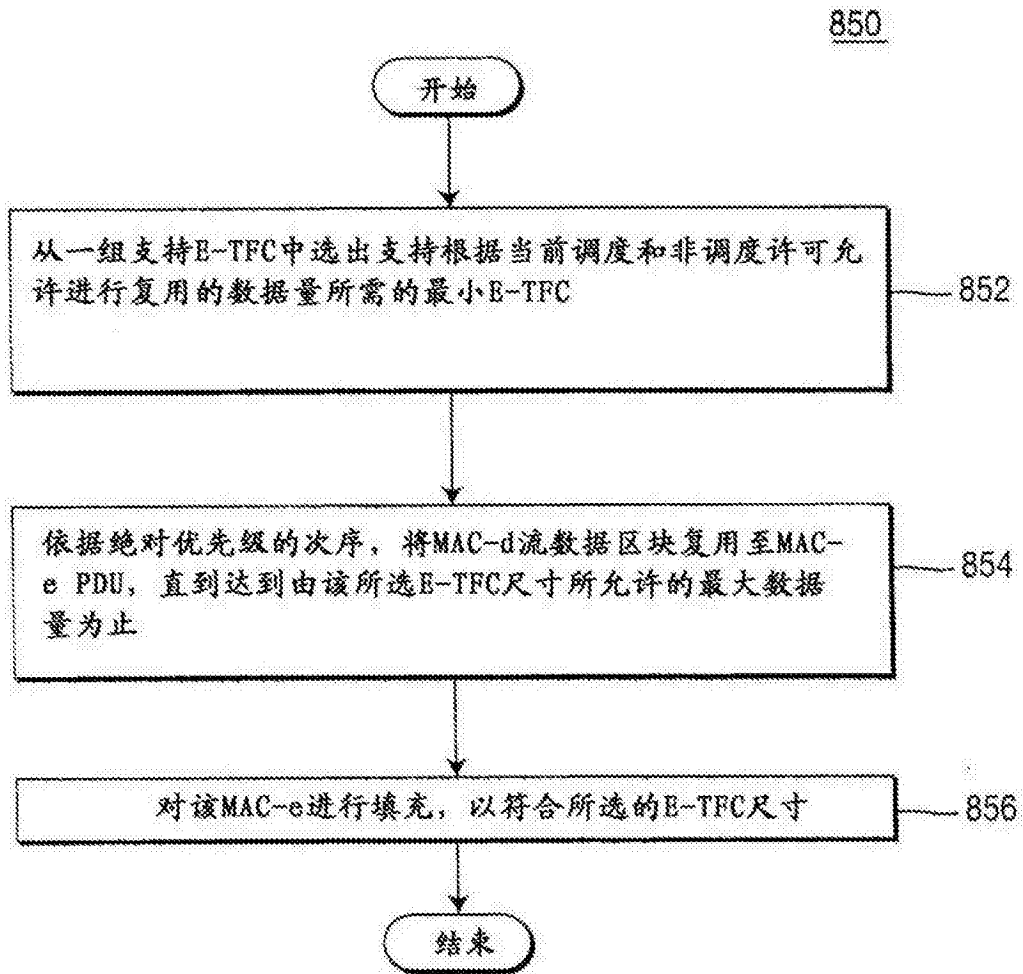 850
开始
从一组支持E-TFC中选出支持根据当前调度和非调度许可允
许进行复用的数据量所需的最小E-TFC
852
依据绝对优先级的次序，将MAC-d流数据区块复用至MAC-
e PDU，直到达到由该所选E-TFC尺寸所允许的最大数据
量为止
854
对该MAC-e进行填充，以符合所选的E-TFC尺寸
856
结束